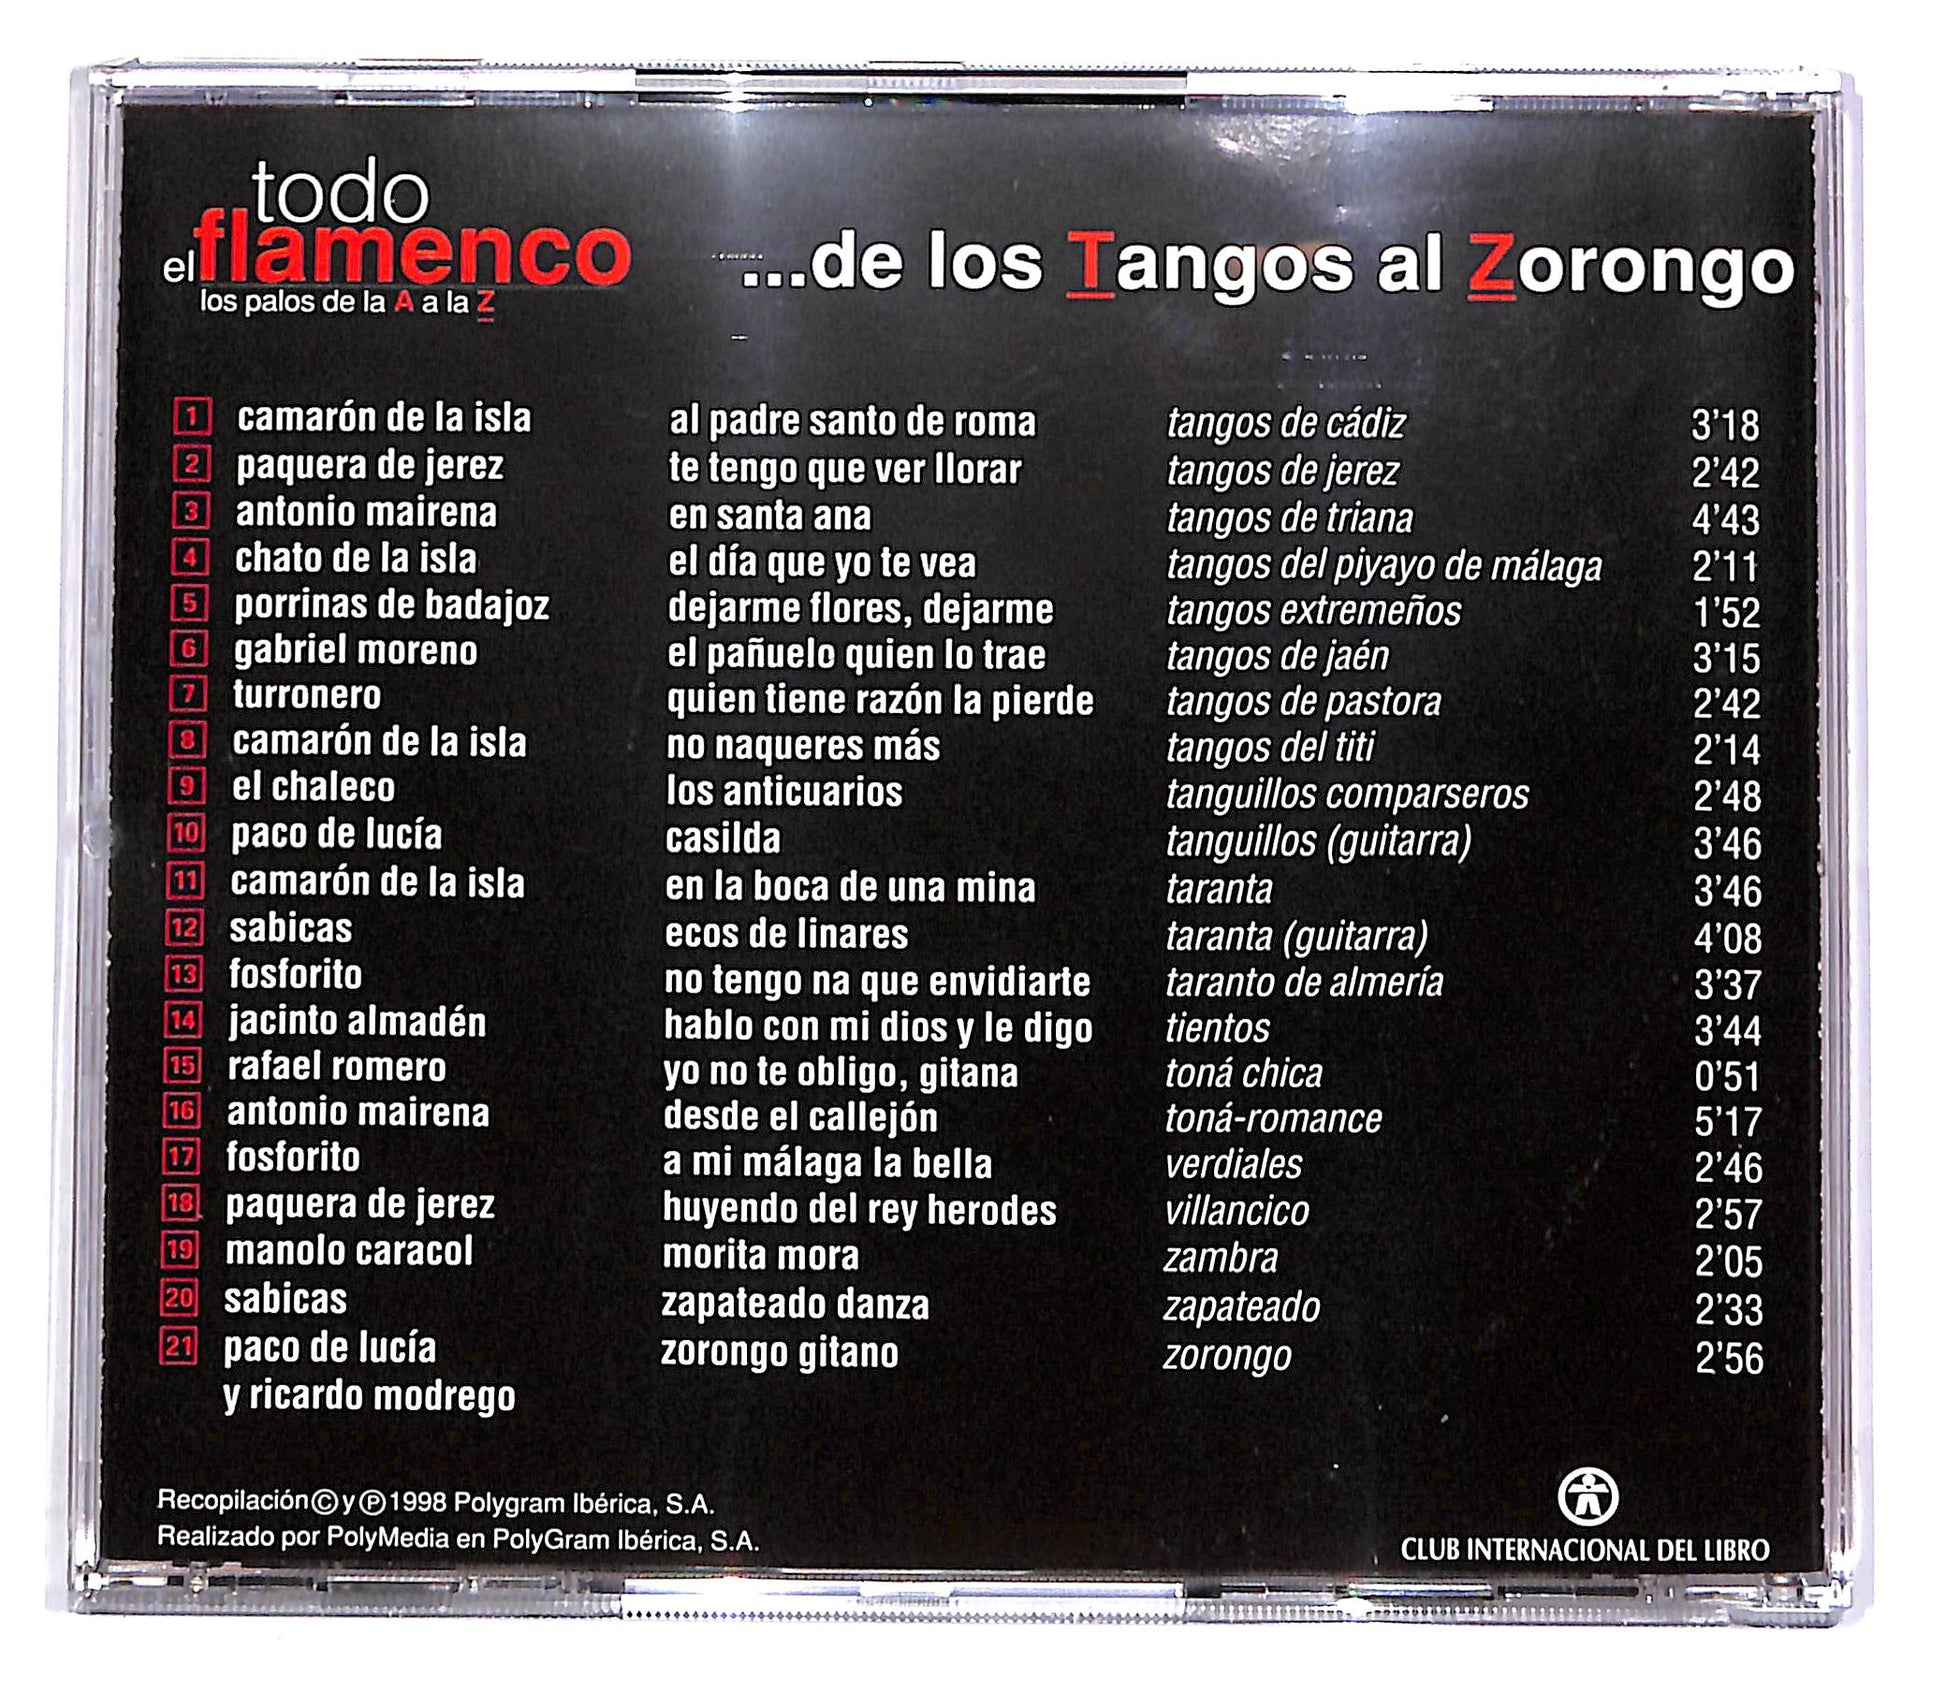 todo
el flamenco
los palos de la A a la Z
...de los Tangos al Zorongo
1 camarón de la isla al padre santo de roma tangos de cádiz 3'18
2 paquera de jerez te tengo que ver llorar tangos de jerez 2'42
3 antonio mairena en santa ana tangos de triana 4'43
4 chato de la isla el día que yo te vea tangos del piyayo de málaga 2'11
5 porrinas de badajoz dejarme flores, dejarme tangos extremeños 1'52
6 gabriel moreno el pañuelo quien lo trae tangos de jaén 3'15
7 turronero quien tiene razón la pierde tangos de pastora 2'42
8 camarón de la isla no naqueres más tangos del titi 2'14
9 el chaleco los anticuarios tanguillos comparseros 2'48
10 paco de lucía casilda tanguillos (guitarra) 3'46
11 camarón de la isla en la boca de una mina taranta 3'46
12 sabicas ecos de linares taranta (guitarra) 4'08
13 fosforito no tengo na que envidiarte taranto de almería 3'37
14 jacinto almadén hablo con mi dios y le digo tientos 3'44
15 rafael romero yo no te obligo, gitana toná chica 0'51
16 antonio mairena desde el callejón toná-romance 5'17
17 fosforito a mi málaga la bella verdiales 2'46
18 paquera de jerez huyendo del rey herodes villancico 2'57
19 manolo caracol morita mora zambra 2'05
20 sabicas zapateado danza zapateado 2'33
21 paco de lucía zorongo gitano zorongo 2'56
y ricardo modrego
Recopilación © y ℗ 1998 Polygram Ibérica, S.A.
Realizado por PolyMedia en PolyGram Ibérica, S.A.
CLUB INTERNACIONAL DEL LIBRO